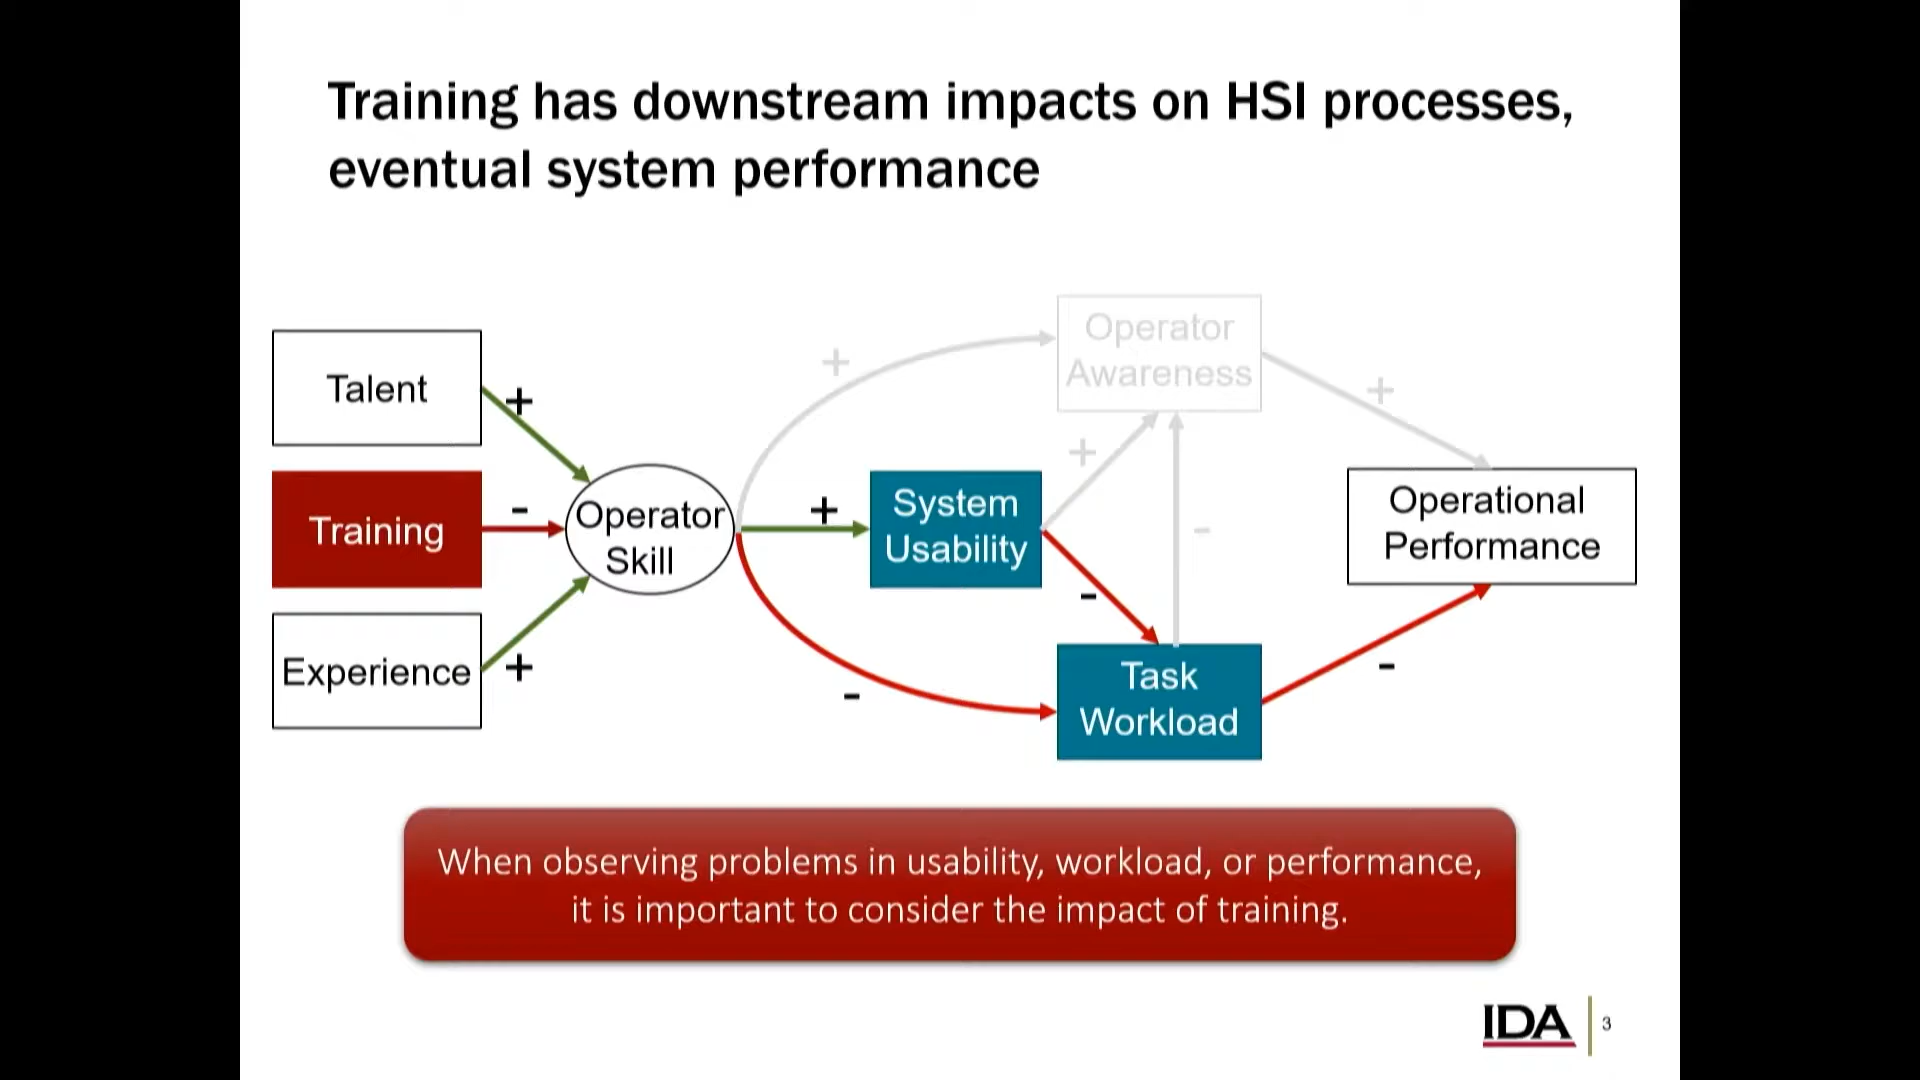 Training has downstream impacts on HSI processes,
eventual system performance
Talent
+
Training
-
Experience
+
Operator
Skill
+
+
-
System
Usability
+
-
Operator
Awareness
-
Task
Workload
+
-
Operational
Performance
When observing problems in usability, workload, or performance,
it is important to consider the impact of training.
IDA
3